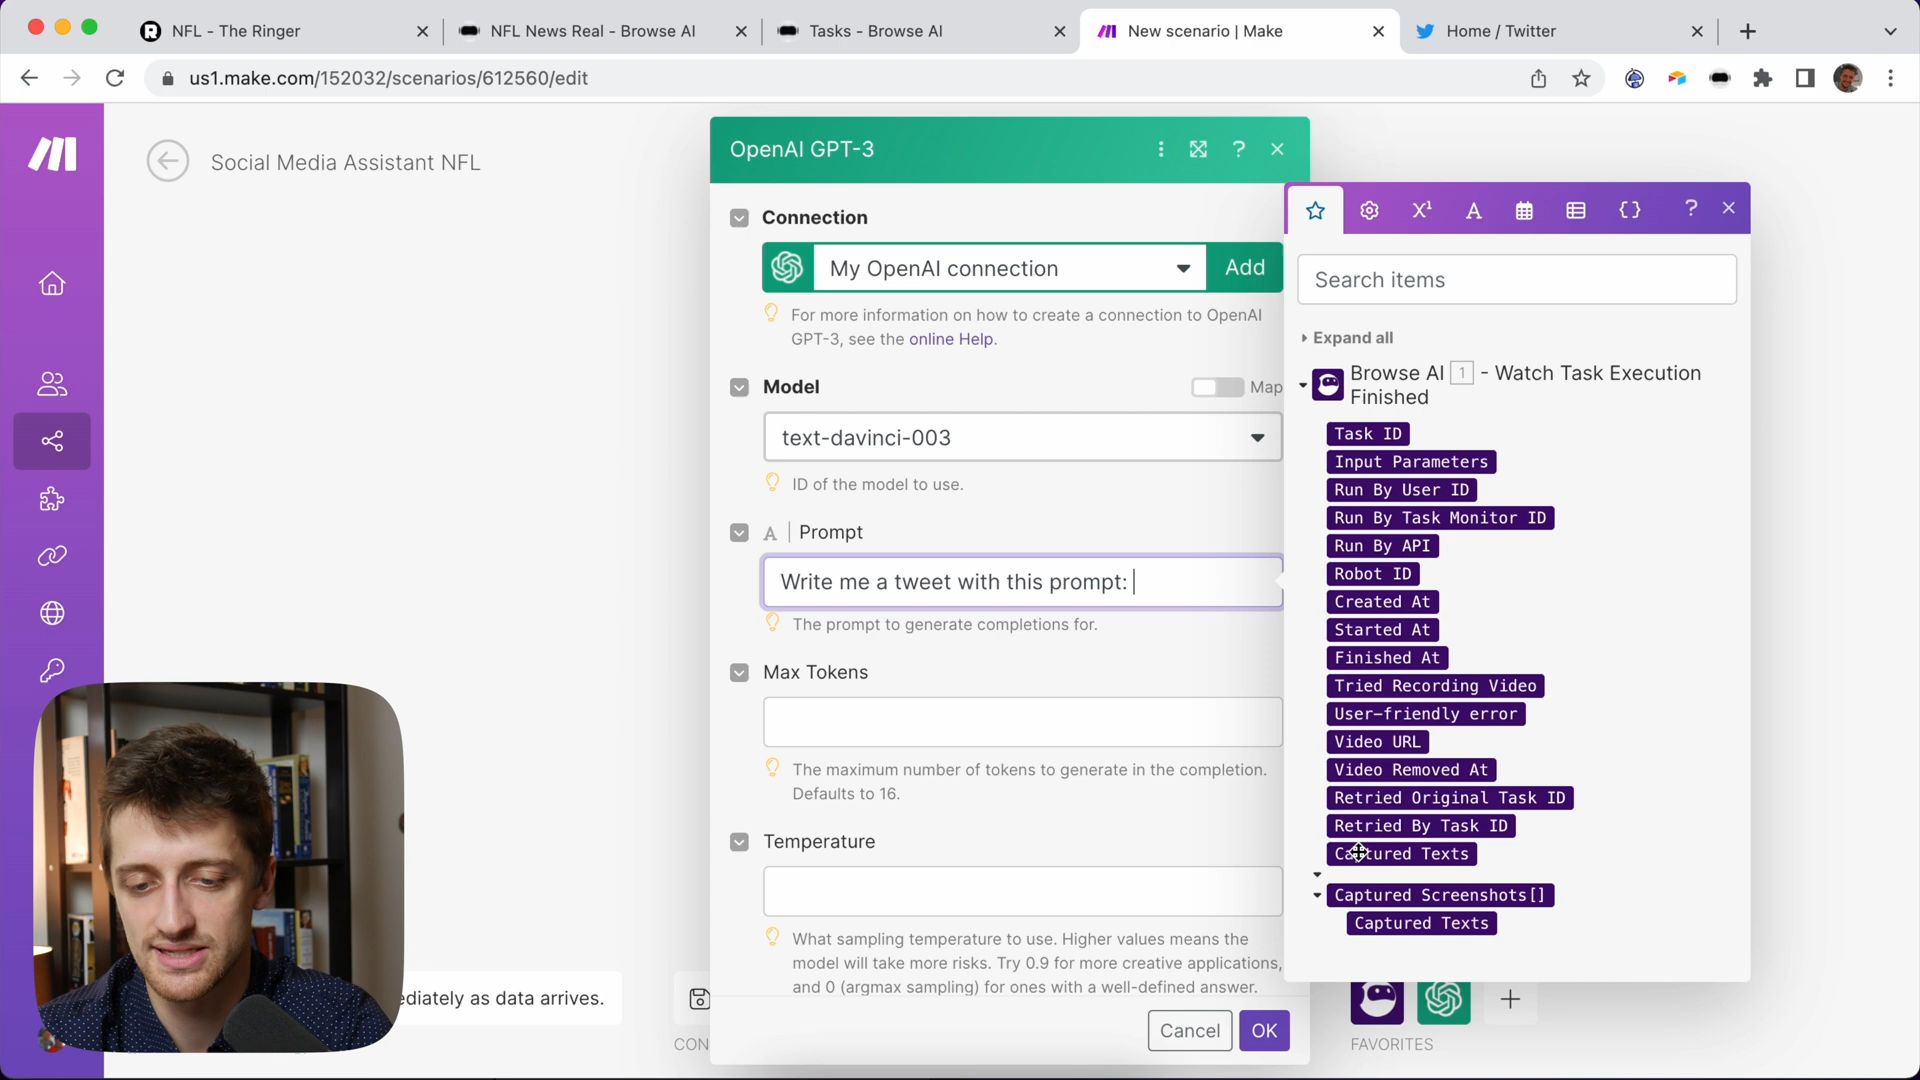 NFL - The Ringer
NFL News Real - Browse AI
Tasks - Browse AI
New scenario | Make
Home / Twitter
us1.make.com/152032/scenarios/612560/edit
Social Media Assistant NFL
OpenAI GPT-3
?
Connection
My OpenAI connection
Add
For more information on how to create a connection to OpenAI
GPT-3, see the online Help.
Model
Map
text-davinci-003
ID of the model to use.
A | Prompt
Write me a tweet with this prompt:
The prompt to generate completions for.
Max Tokens
The maximum number of tokens to generate in the completion.
Defaults to 16.
Temperature
What sampling temperature to use. Higher values means the
model will take more risks. Try 0.9 for more creative applications,
and 0 (argmax sampling) for ones with a well-defined answer.
Cancel
OK
X¹ A {} ?
Search items
Expand all
Browse AI 1 - Watch Task Execution
Finished
Task ID
Input Parameters
Run By User ID
Run By Task Monitor ID
Run By API
Robot ID
Created At
Started At
Finished At
Tried Recording Video
User-friendly error
Video URL
Video Removed At
Retried Original Task ID
Retried By Task ID
Captured Texts
Captured Screenshots[]
Captured Texts
ediately as data arrives.
CON
FAVORITES